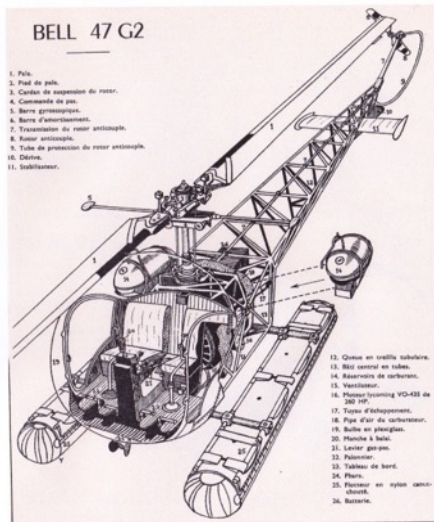 BELL 47 G2
1. Pale.
2. Pied de pale.
3. Cardan de suspension du rotor.
4. Commande de pas.
5. Barre gyroscopique.
6. Barre d'amortissement.
7. Transmission du rotor anticouple.
8. Rotor anticouple.
9. Tube de protection du rotor anticouple.
10. Dérive.
11. Stabilisateur.
12. Queue en treillis tubulaire.
13. Bâti central en tubes.
14. Réservoirs de carburant.
15. Ventilateur.
16. Moteur lycoming VO-435 de
260 HP.
17. Tuyau d'échappement.
18. Pipe d'air du carburateur.
19. Bulbe en plexiglass.
20. Manche à balai.
21. Levier gaz-pas.
22. Palonnier.
23. Tableau de bord.
24. Phare.
25. Flotteur en nylon caout-
chouté.
26. Batterie.